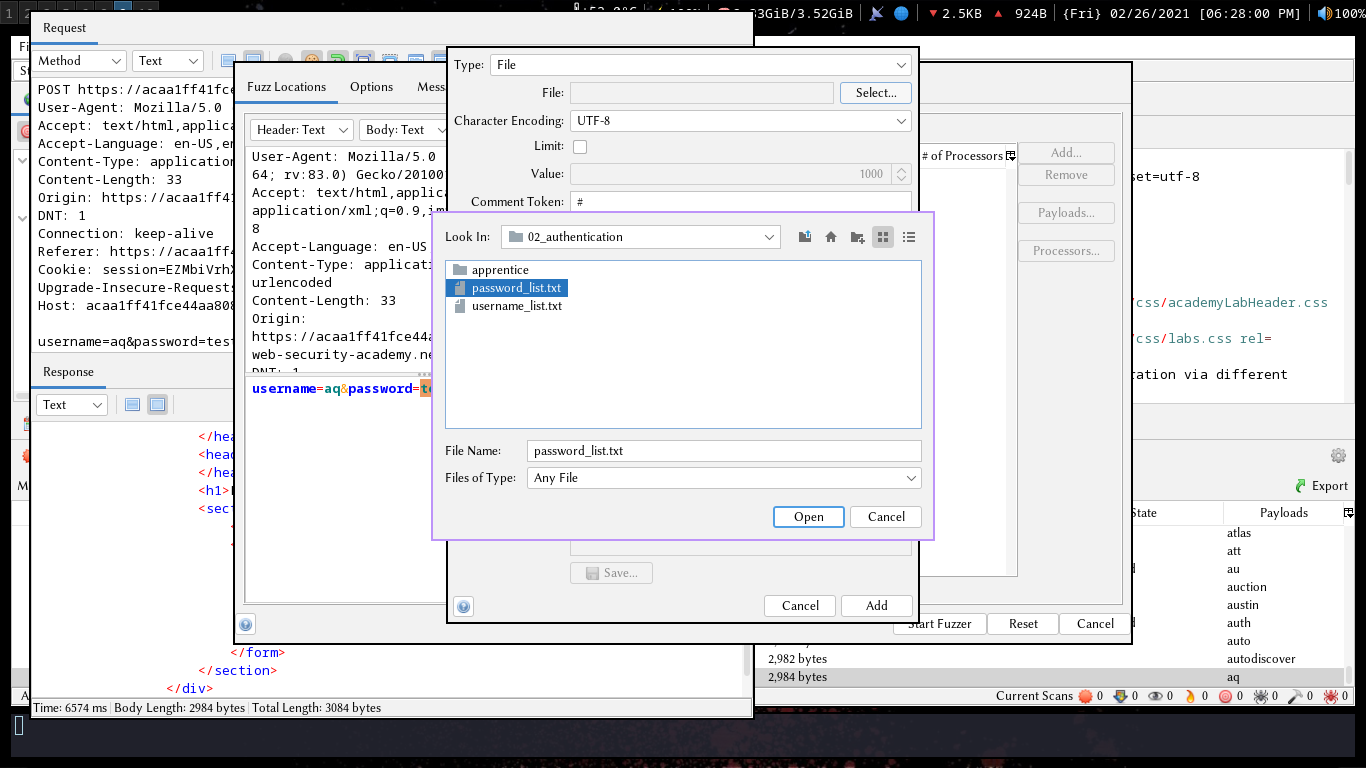 1 2
52.0°C 100% 33GiB/3.52GiB 2.5KB 924B {Fri} 02/26/2021 [06:28:00 PM] 100%
Request
Method
Text
POST https://acaa1ff41fce
User-Agent: Mozilla/5.0
Accept: text/html,applica
Accept-Language: en-US,en
Content-Type: application
Content-Length: 33
Origin: https://acaa1ff41
DNT: 1
Connection: keep-alive
Referer: https://acaa1ff4
Cookie: session=EZMbiVrhX
Upgrade-Insecure-Requests
Host: acaa1ff41fce44aa808
username=aq&password=test
Response
Text
</hea
<head
</hea
<h1>
<sect
</form>
</section>
</div>
Time: 6574 ms Body Length: 2984 bytes Total Length: 3084 bytes
Fuzz Locations
Options
Mess
Header: Text
Body: Text
User-Agent: Mozilla/5.0
64; rv:83.0) Gecko/20100
Accept: text/html,applica
application/xml;q=0.9,im
8
Accept-Language: en-US
Content-Type: applicati
urlencoded
Content-Length: 33
Origin:
https://acaa1ff41fce44a
web-security-academy.ne
DNT: 1
username=aq&password=te
# of Processors
Add...
Remove
Payloads...
Processors...
Start Fuzzer
Reset
Cancel
Type: File
File:
Select...
Character Encoding: UTF-8
Limit:
Value: 1000
Comment Token: #
Save...
Cancel
Add
Look In: 02_authentication
apprentice
password_list.txt
username_list.txt
File Name: password_list.txt
Files of Type: Any File
Open
Cancel
set=utf-8
/css/academyLabHeader.css
/css/labs.css rel=
ration via different
Export
State
Payloads
atlas
att
au
auction
austin
auth
auto
2,982 bytes autodiscover
2,984 bytes aq
Current Scans 0 0 0 0 0 0 0 0